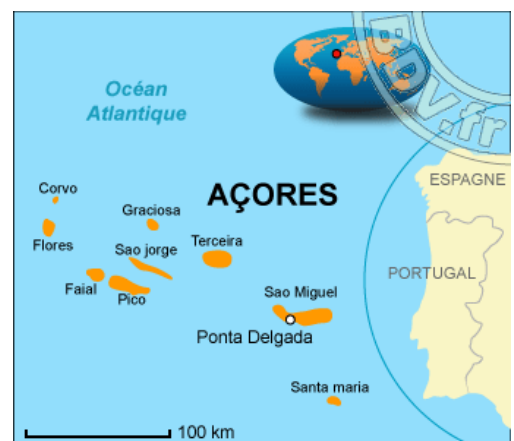 BDV.fr
Océan
Atlantique
ESPAGNE
Corvo
AÇORES
Graciosa
Flores
Terceira
Sao jorge
PORTUGAL
Faial
Pico
Sao Miguel
Ponta Delgada
Santa maria
100 km